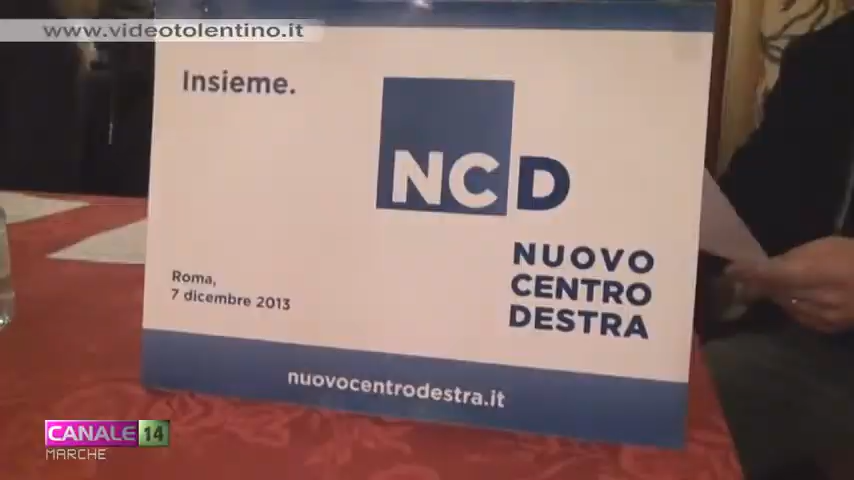 www.videotolentino.it
Insieme.
NCD
NUOVO
CENTRO
DESTRA
Roma,
7 dicembre 2013
nuovocentrodestra.it
CANALE 14
MARCHE